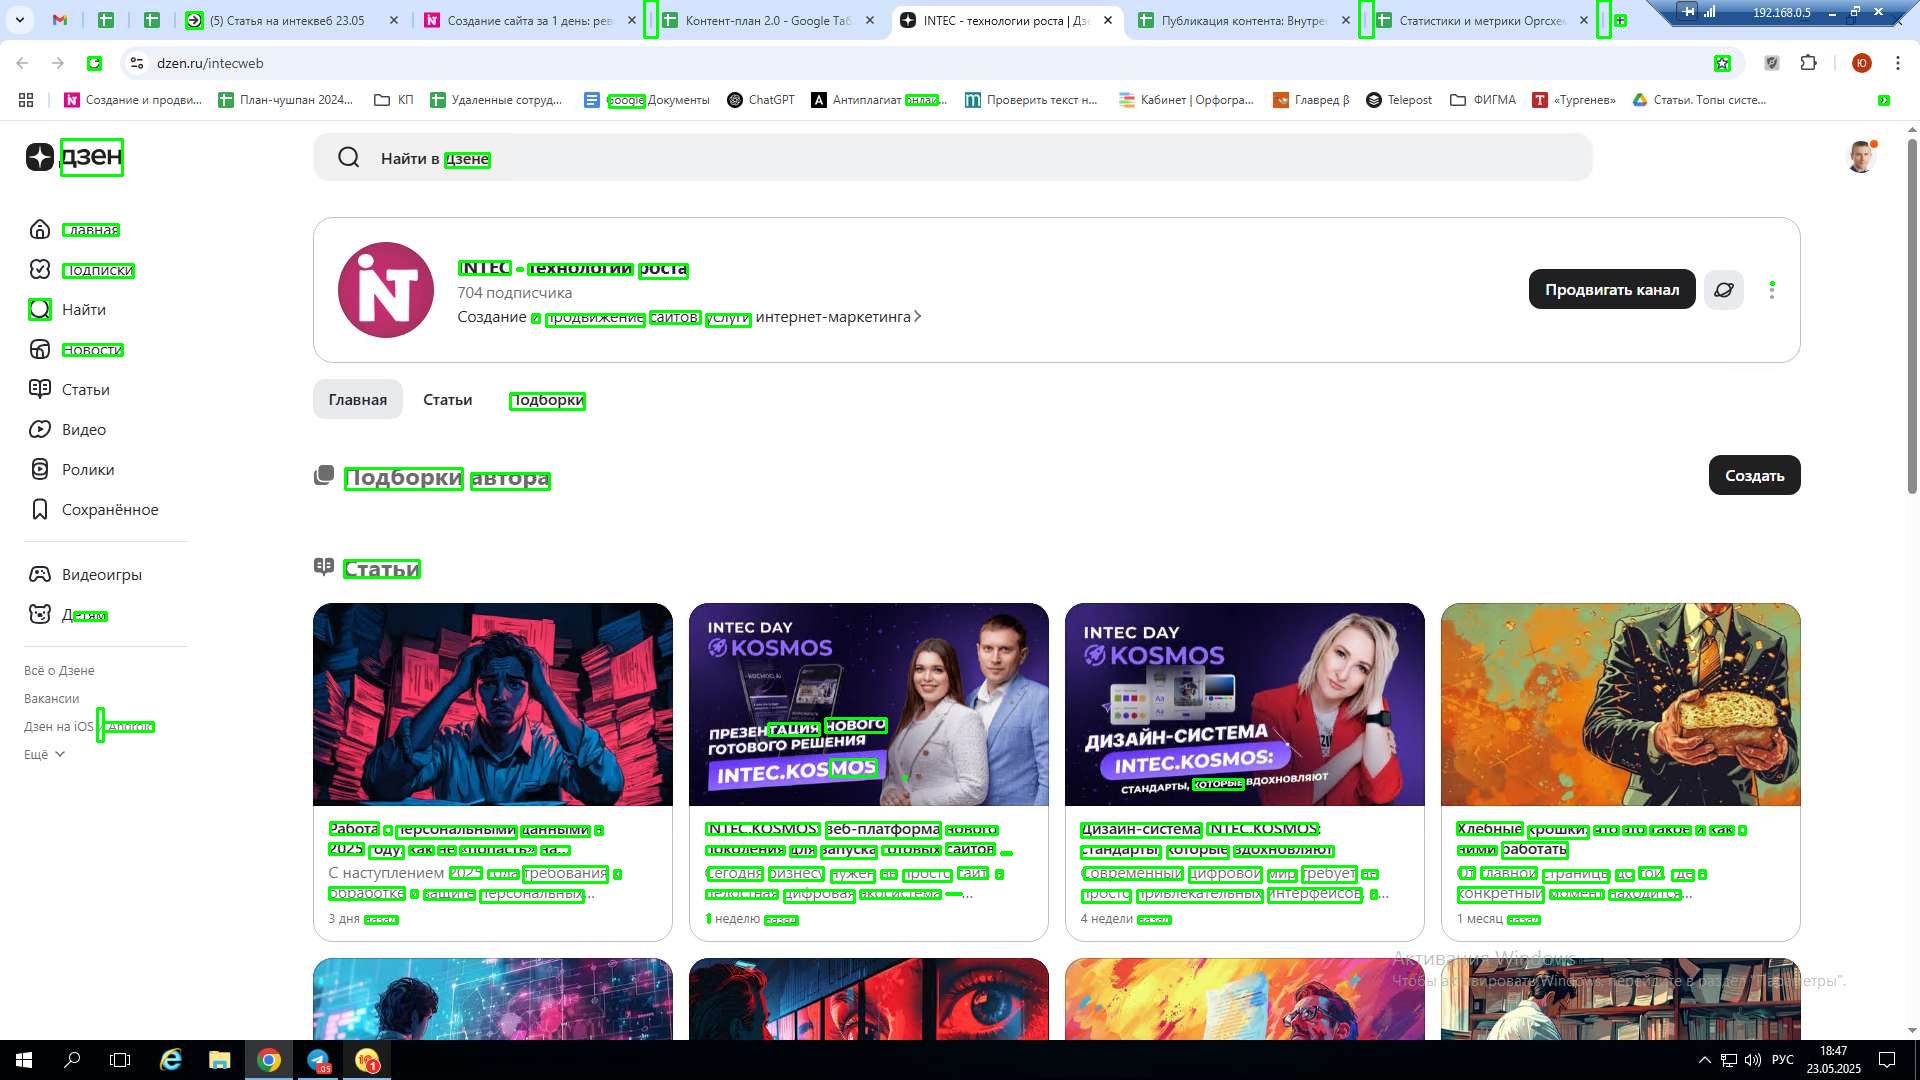 (5) Статья на интеквеб 23.05
Создание сайта за 1 день: рев
Контент-план 2.0 - Google Таб
INTEC - технологии роста | Дз
Публикация контента: Внутре
Статистики и метрики Оргсхем
192.168.0.5
dzen.ru/intecweb
Ю
Создание и продви...
План-чушпан 2024...
КП
Удаленные сотруд...
Google Документы
ChatGPT
Антиплагиат онлай...
Проверить текст н...
Кабинет | Орфогра...
Главред β
Telepost
ФИГМА
«Тургенев»
Статьи. Топы систе...
дзен
Найти в Дзене
Главная
Подписки
Найти
Новости
Статьи
Видео
Ролики
Сохранённое
Видеоигры
Детям
Всё о Дзене
Вакансии
Дзен на iOS и Android
Ещё
INTEC - технологии роста
704 подписчика
Создание и продвижение сайтов, услуги интернет-маркетинга
Продвигать канал
Главная
Статьи
Подборки
Подборки автора
Создать
Статьи
INTEC DAY
KOSMOS
ПРЕЗЕНТАЦИЯ НОВОГО
ГОТОВОГО РЕШЕНИЯ
INTEC.KOSMOS
INTEC DAY
KOSMOS
ДИЗАЙН-СИСТЕМА
INTEC.KOSMOS:
СТАНДАРТЫ, КОТОРЫЕ ВДОХНОВЛЯЮТ
Работа с персональными данными в
2025 году: как не «попасть» на...
С наступлением 2025 года требования к
обработке и защите персональных...
3 дня назад
INTEC.KOSMOS: веб-платформа нового
поколения для запуска готовых сайтов —
Сегодня бизнесу нужен не просто сайт, а
целостная цифровая экосистема — ...
1 неделю назад
Дизайн-система INTEC.KOSMOS:
стандарты, которые вдохновляют
Современный цифровой мир требует не
просто привлекательных интерфейсов, а...
4 недели назад
Хлебные крошки: что это такое и как с
ними работать
От главной страницы до той, где в
конкретный момент находится...
1 месяц назад
Активация Windows
Чтобы активировать Windows, перейдите в раздел "Параметры".
РУС
18:47
23.05.2025